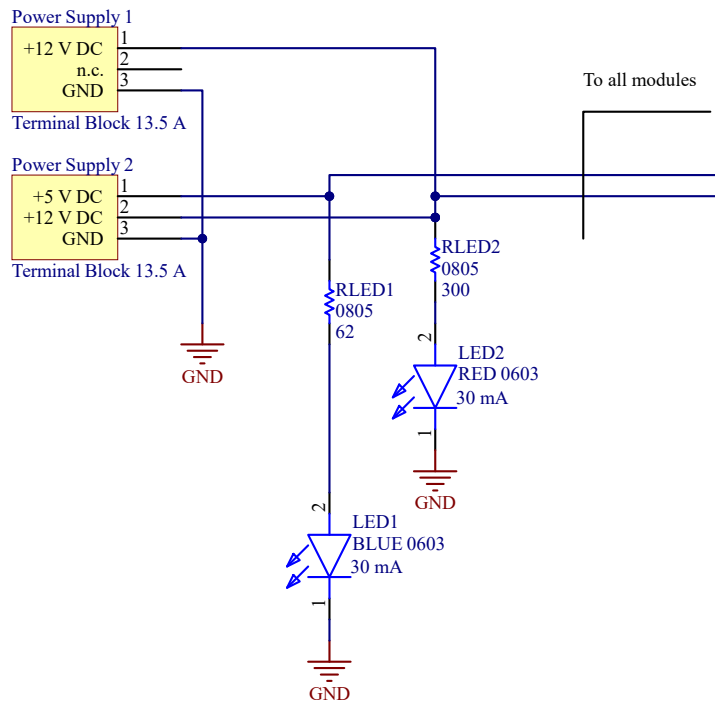 Power Supply 1
+12 V DC 1
n.c. 2
GND 3
Terminal Block 13.5 A
To all modules
Power Supply 2
+5 V DC 1
+12 V DC 2
GND 3
Terminal Block 13.5 A
RLED2
0805
300
RLED1
0805
62
GND
2
LED2
RED 0603
30 mA
1
GND
2
LED1
BLUE 0603
30 mA
1
GND